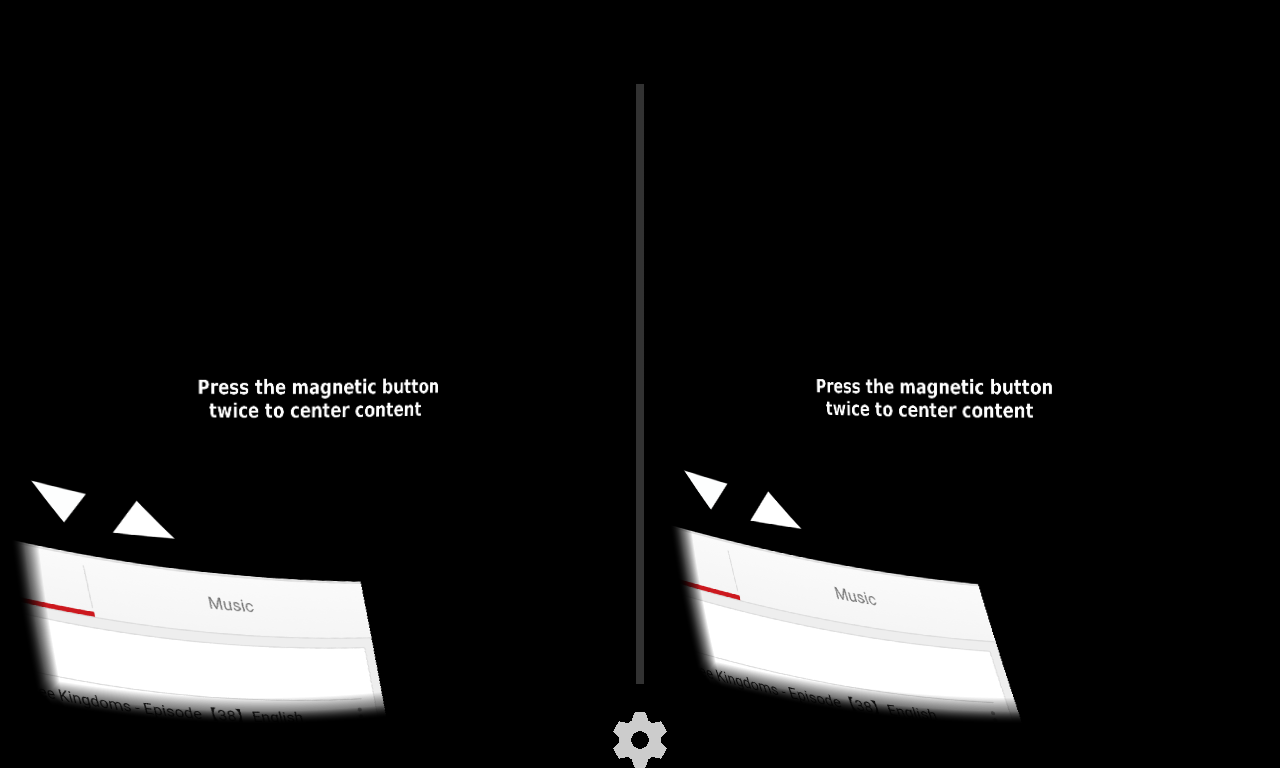 Press the magnetic button
twice to center content
Press the magnetic button
twice to center content
Music
Music
Kingdoms - Episode【38】English
Kingdoms - Episode【38】English